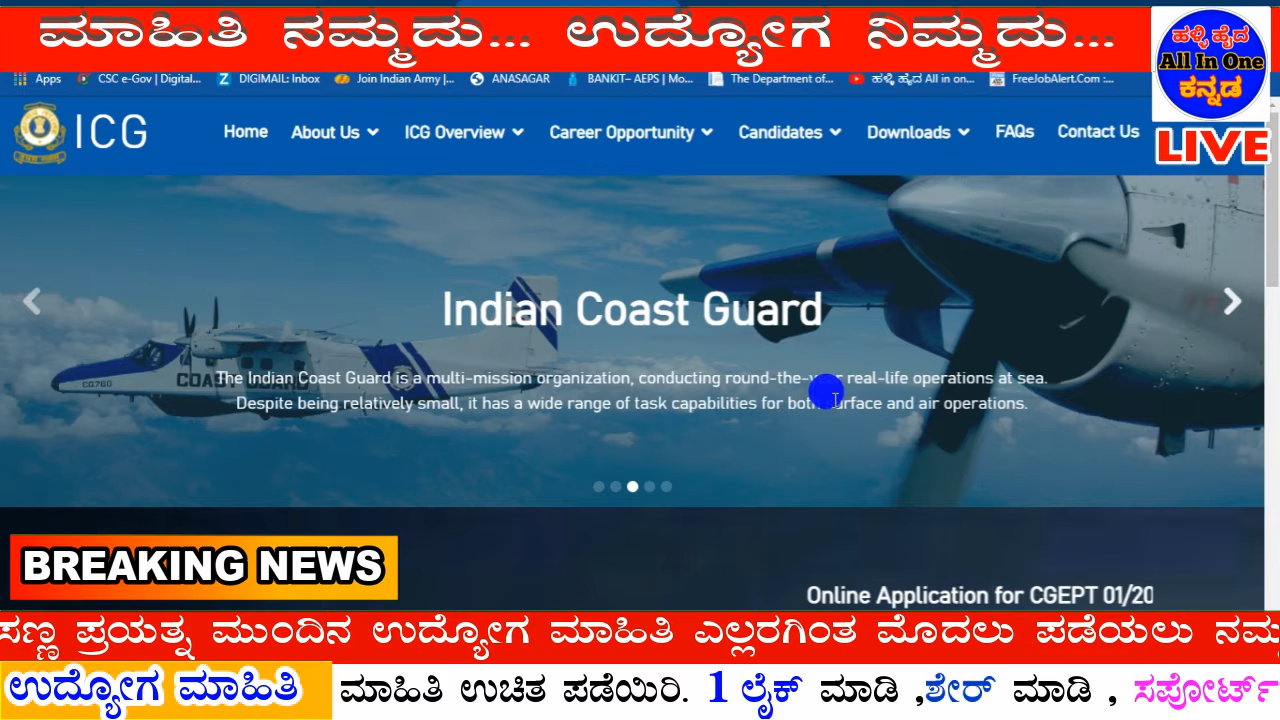 ಮಾಹಿತಿ ನಮ್ಮದು... ಉದ್ಯೋಗ ನಿಮ್ಮದು...
ಹಳ್ಳಿ ಹೈದ
All In One
ಕನ್ನಡ
LIVE
Apps CSC e-Gov | Digital... DIGIMAIL: Inbox Join Indian Army |... ANASAGAR BANKIT– AEPS | Mo... The Department of... ಹಳ್ಳಿ ಹೈದ All in on... FreeJobAlert.Com :...
ICG Home About Us ICG Overview Career Opportunity Candidates Downloads FAQs Contact Us
Indian Coast Guard
CG760
COAST GUARD
The Indian Coast Guard is a multi-mission organization, conducting round-the-year real-life operations at sea.
Despite being relatively small, it has a wide range of task capabilities for both surface and air operations.
BREAKING NEWS
Online Application for CGEPT 01/20
ಸಣ್ಣ ಪ್ರಯತ್ನ ಮುಂದಿನ ಉದ್ಯೋಗ ಮಾಹಿತಿ ಎಲ್ಲರಗಿಂತ ಮೊದಲು ಪಡೆಯಲು ನಮ್ಮ
ಉದ್ಯೋಗ ಮಾಹಿತಿ ಮಾಹಿತಿ ಉಚಿತ ಪಡೆಯಿರಿ. 1 ಲೈಕ್ ಮಾಡಿ ,ಶೇರ್ ಮಾಡಿ , ಸಪೋರ್ಟ್